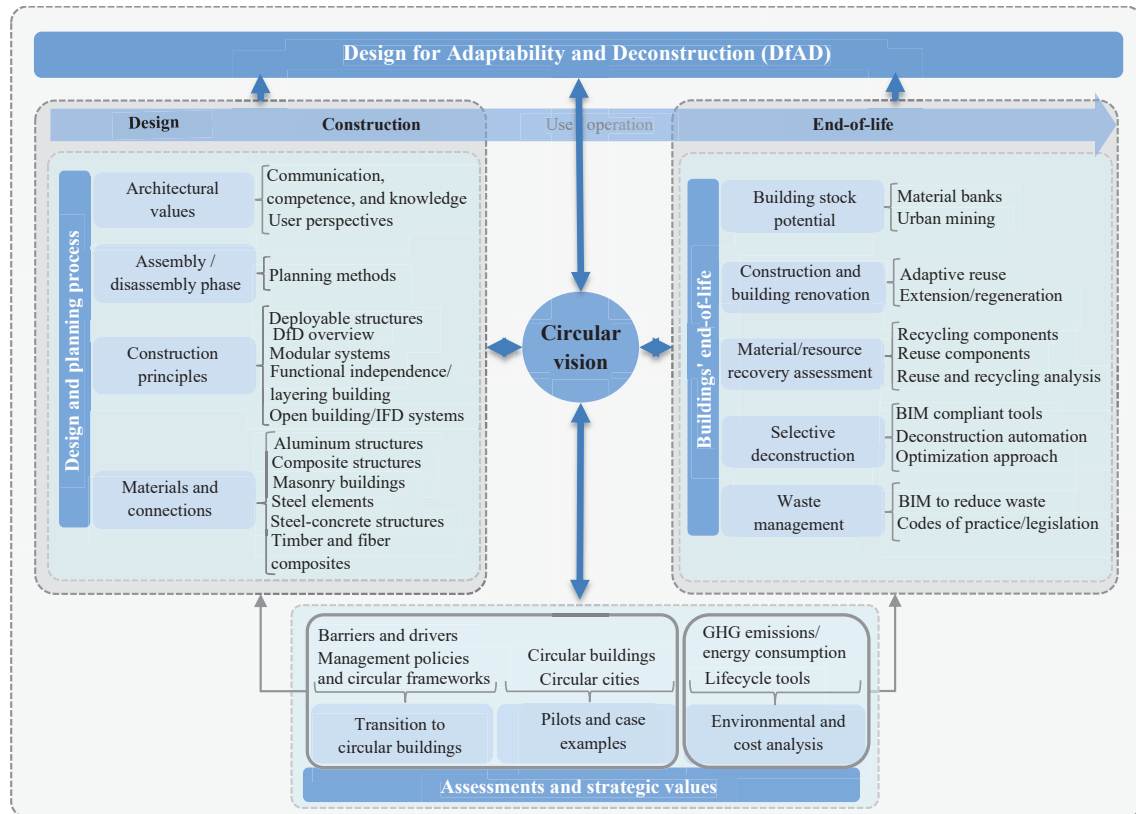 Design for Adaptability and Deconstruction (DfAD)
Design
Construction
Use operation
End-of-life
Design and planning process
Architectural
values
Communication,
competence, and knowledge
User perspectives
Assembly /
disassembly phase
Planning methods
Construction
principles
Deployable structures
DfD overview
Modular systems
Functional independence/
layering building
Open building/IFD systems
Materials and
connections
Aluminum structures
Composite structures
Masonry buildings
Steel elements
Steel-concrete structures
Timber and fiber
composites
Circular
vision
Buildings' end-of-life
Building stock
potential
Material banks
Urban mining
Construction and
building renovation
Adaptive reuse
Extension/regeneration
Material/resource
recovery assessment
Recycling components
Reuse components
Reuse and recycling analysis
Selective
deconstruction
BIM compliant tools
Deconstruction automation
Optimization approach
Waste
management
BIM to reduce waste
Codes of practice/legislation
Barriers and drivers
Management policies
and circular frameworks
Transition to
circular buildings
Circular buildings
Circular cities
Pilots and case
examples
GHG emissions/
energy consumption
Lifecycle tools
Environmental and
cost analysis
Assessments and strategic values